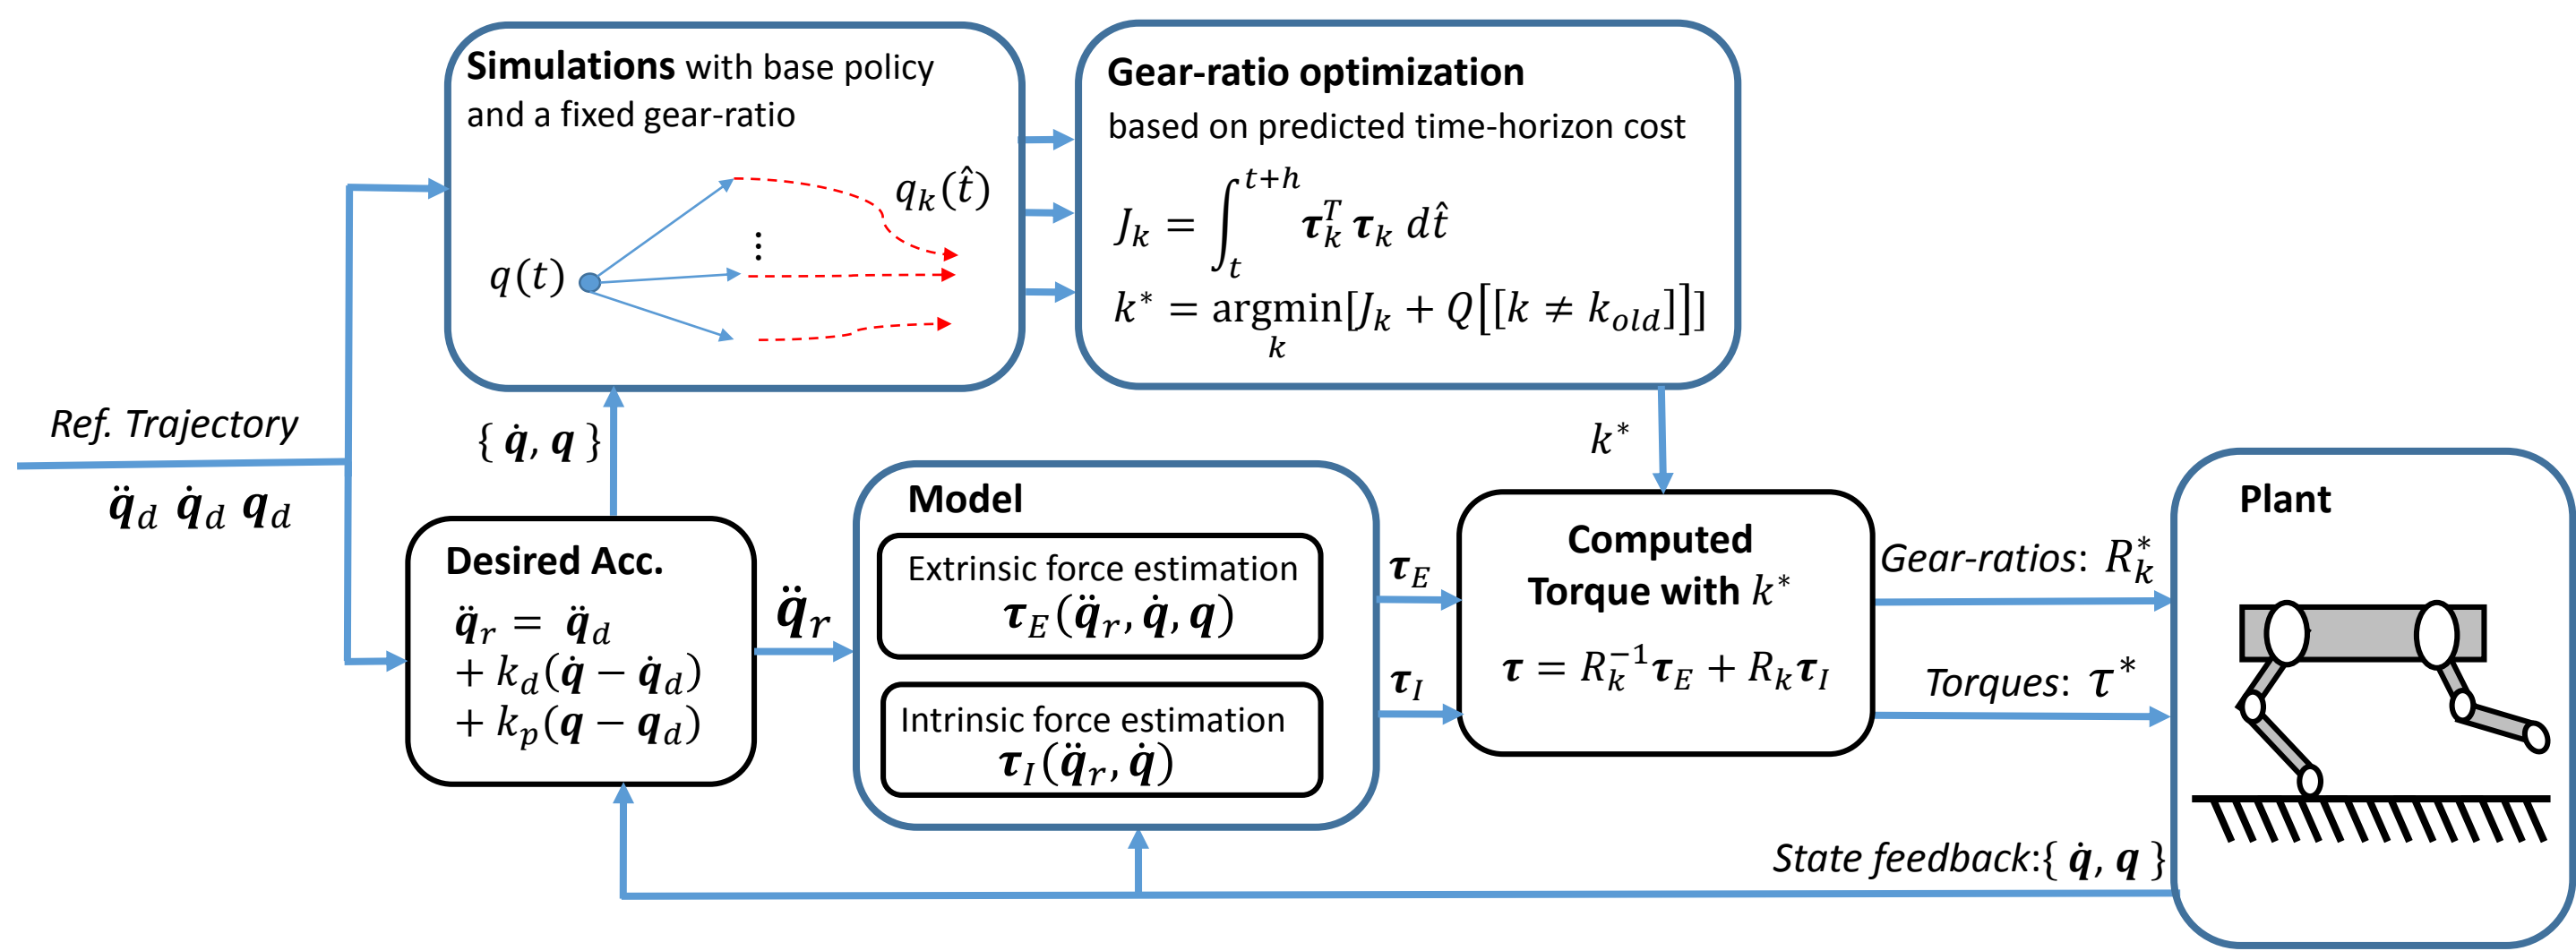 Simulations with base policy
and a fixed gear-ratio
q(t)
⋮
q_k(t̂)
Gear-ratio optimization
based on predicted time-horizon cost
J_k = ∫_t^{t+h} τ_k^T τ_k dt̂
k* = argmin_k[J_k + Q[[k ≠ k_old]]]
Ref. Trajectory
q̈_d q̇_d q_d
{ q̇, q }
k*
Desired Acc.
q̈_r = q̈_d
+ k_d(q̇ − q̇_d)
+ k_p(q − q_d)
q̈_r
Model
Extrinsic force estimation
τ_E(q̈_r, q̇, q)
Intrinsic force estimation
τ_I(q̈_r, q̇)
τ_E
τ_I
Computed
Torque with k*
τ = R_k^{−1}τ_E + R_kτ_I
Gear-ratios: R_k^*
Torques: τ*
Plant
State feedback:{ q̇, q }